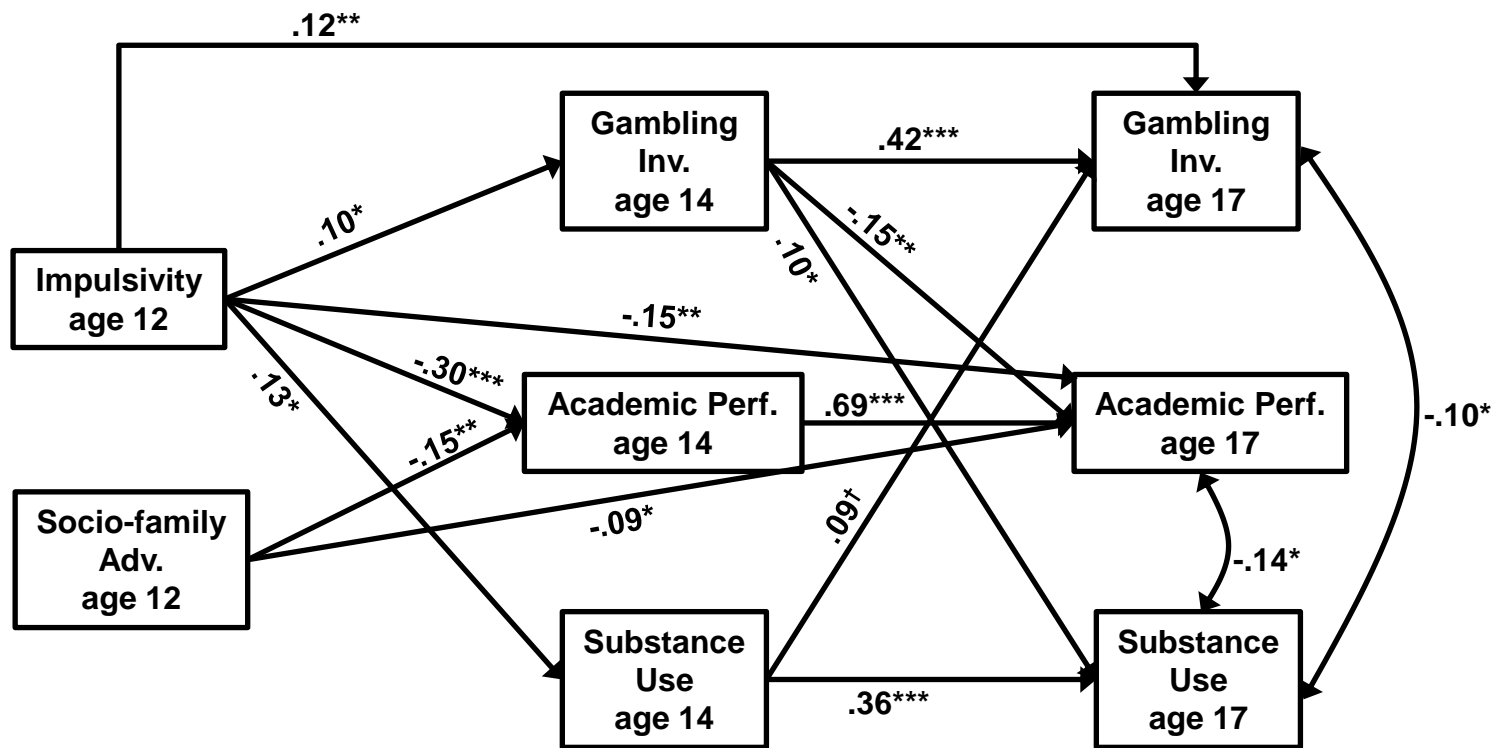 .12**
Gambling
Inv.
age 14
Gambling
Inv.
age 17
.42***
.10*
-.15**
.10*
Impulsivity
age 12
-.15**
-.30***
.13*
Academic Perf.
age 14
.69***
Academic Perf.
age 17
-.10*
-.15**
Socio-family
Adv.
age 12
-.09*
.09†
-.14*
Substance
Use
age 14
.36***
Substance
Use
age 17